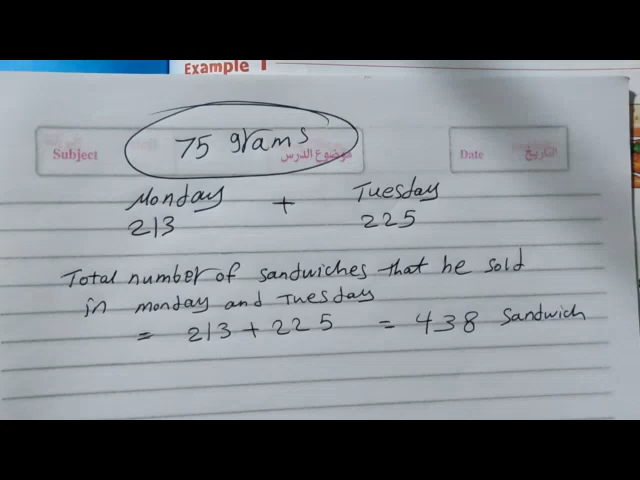 Example 1
75 grams
Subject موضوع الدرس Date التاريخ
Monday + Tuesday
213 225
Total number of sandwiches that he sold
in monday and Tuesday
= 213 + 225 = 438 Sandwich